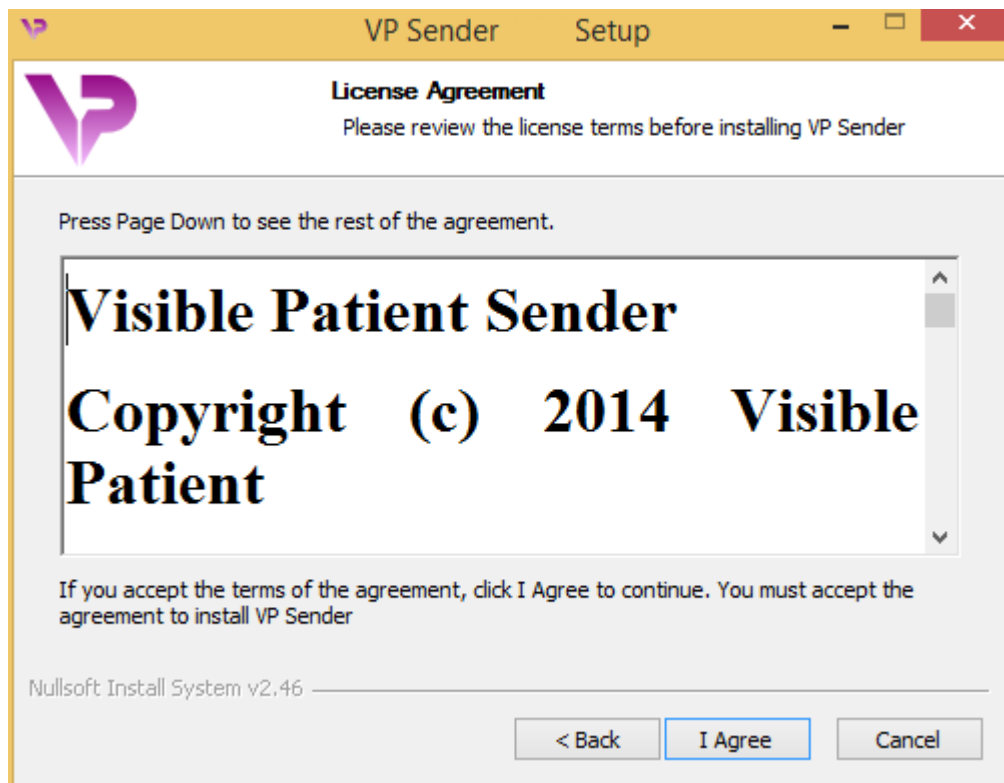 VP Sender Setup
VP
License Agreement
Please review the license terms before installing VP Sender
Press Page Down to see the rest of the agreement.
Visible Patient Sender
Copyright (c) 2014 Visible
Patient
If you accept the terms of the agreement, click I Agree to continue. You must accept the
agreement to install VP Sender
Nullsoft Install System v2.46
< Back I Agree Cancel